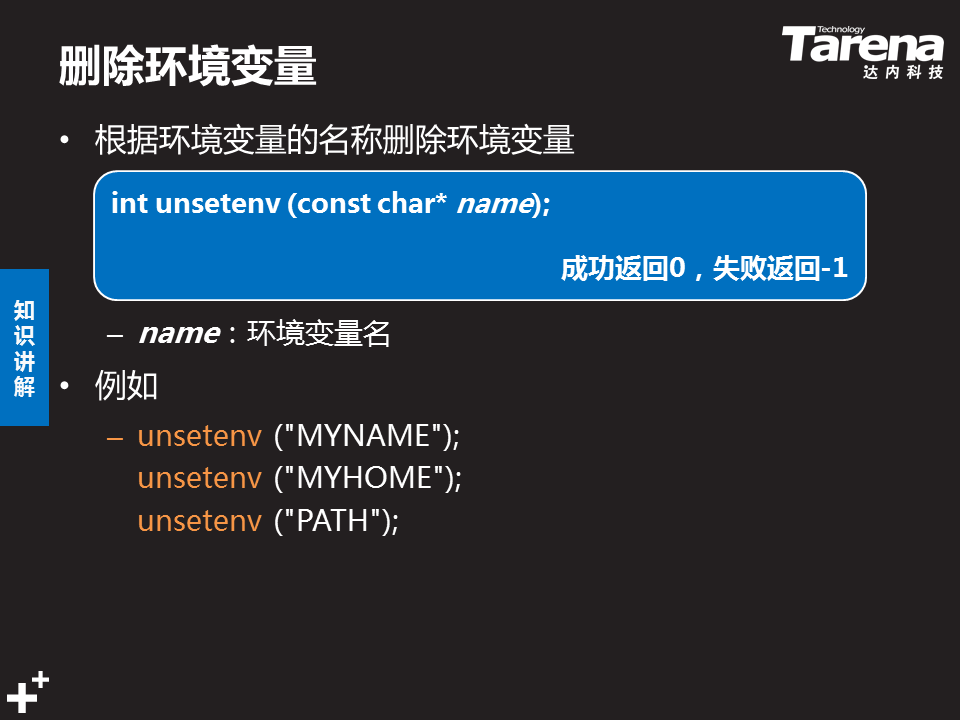 删除环境变量
Technology
Tarena
达内科技
• 根据环境变量的名称删除环境变量
int unsetenv (const char* name);
成功返回0，失败返回-1
– name：环境变量名
知识讲解
• 例如
– unsetenv ("MYNAME");
unsetenv ("MYHOME");
unsetenv ("PATH");